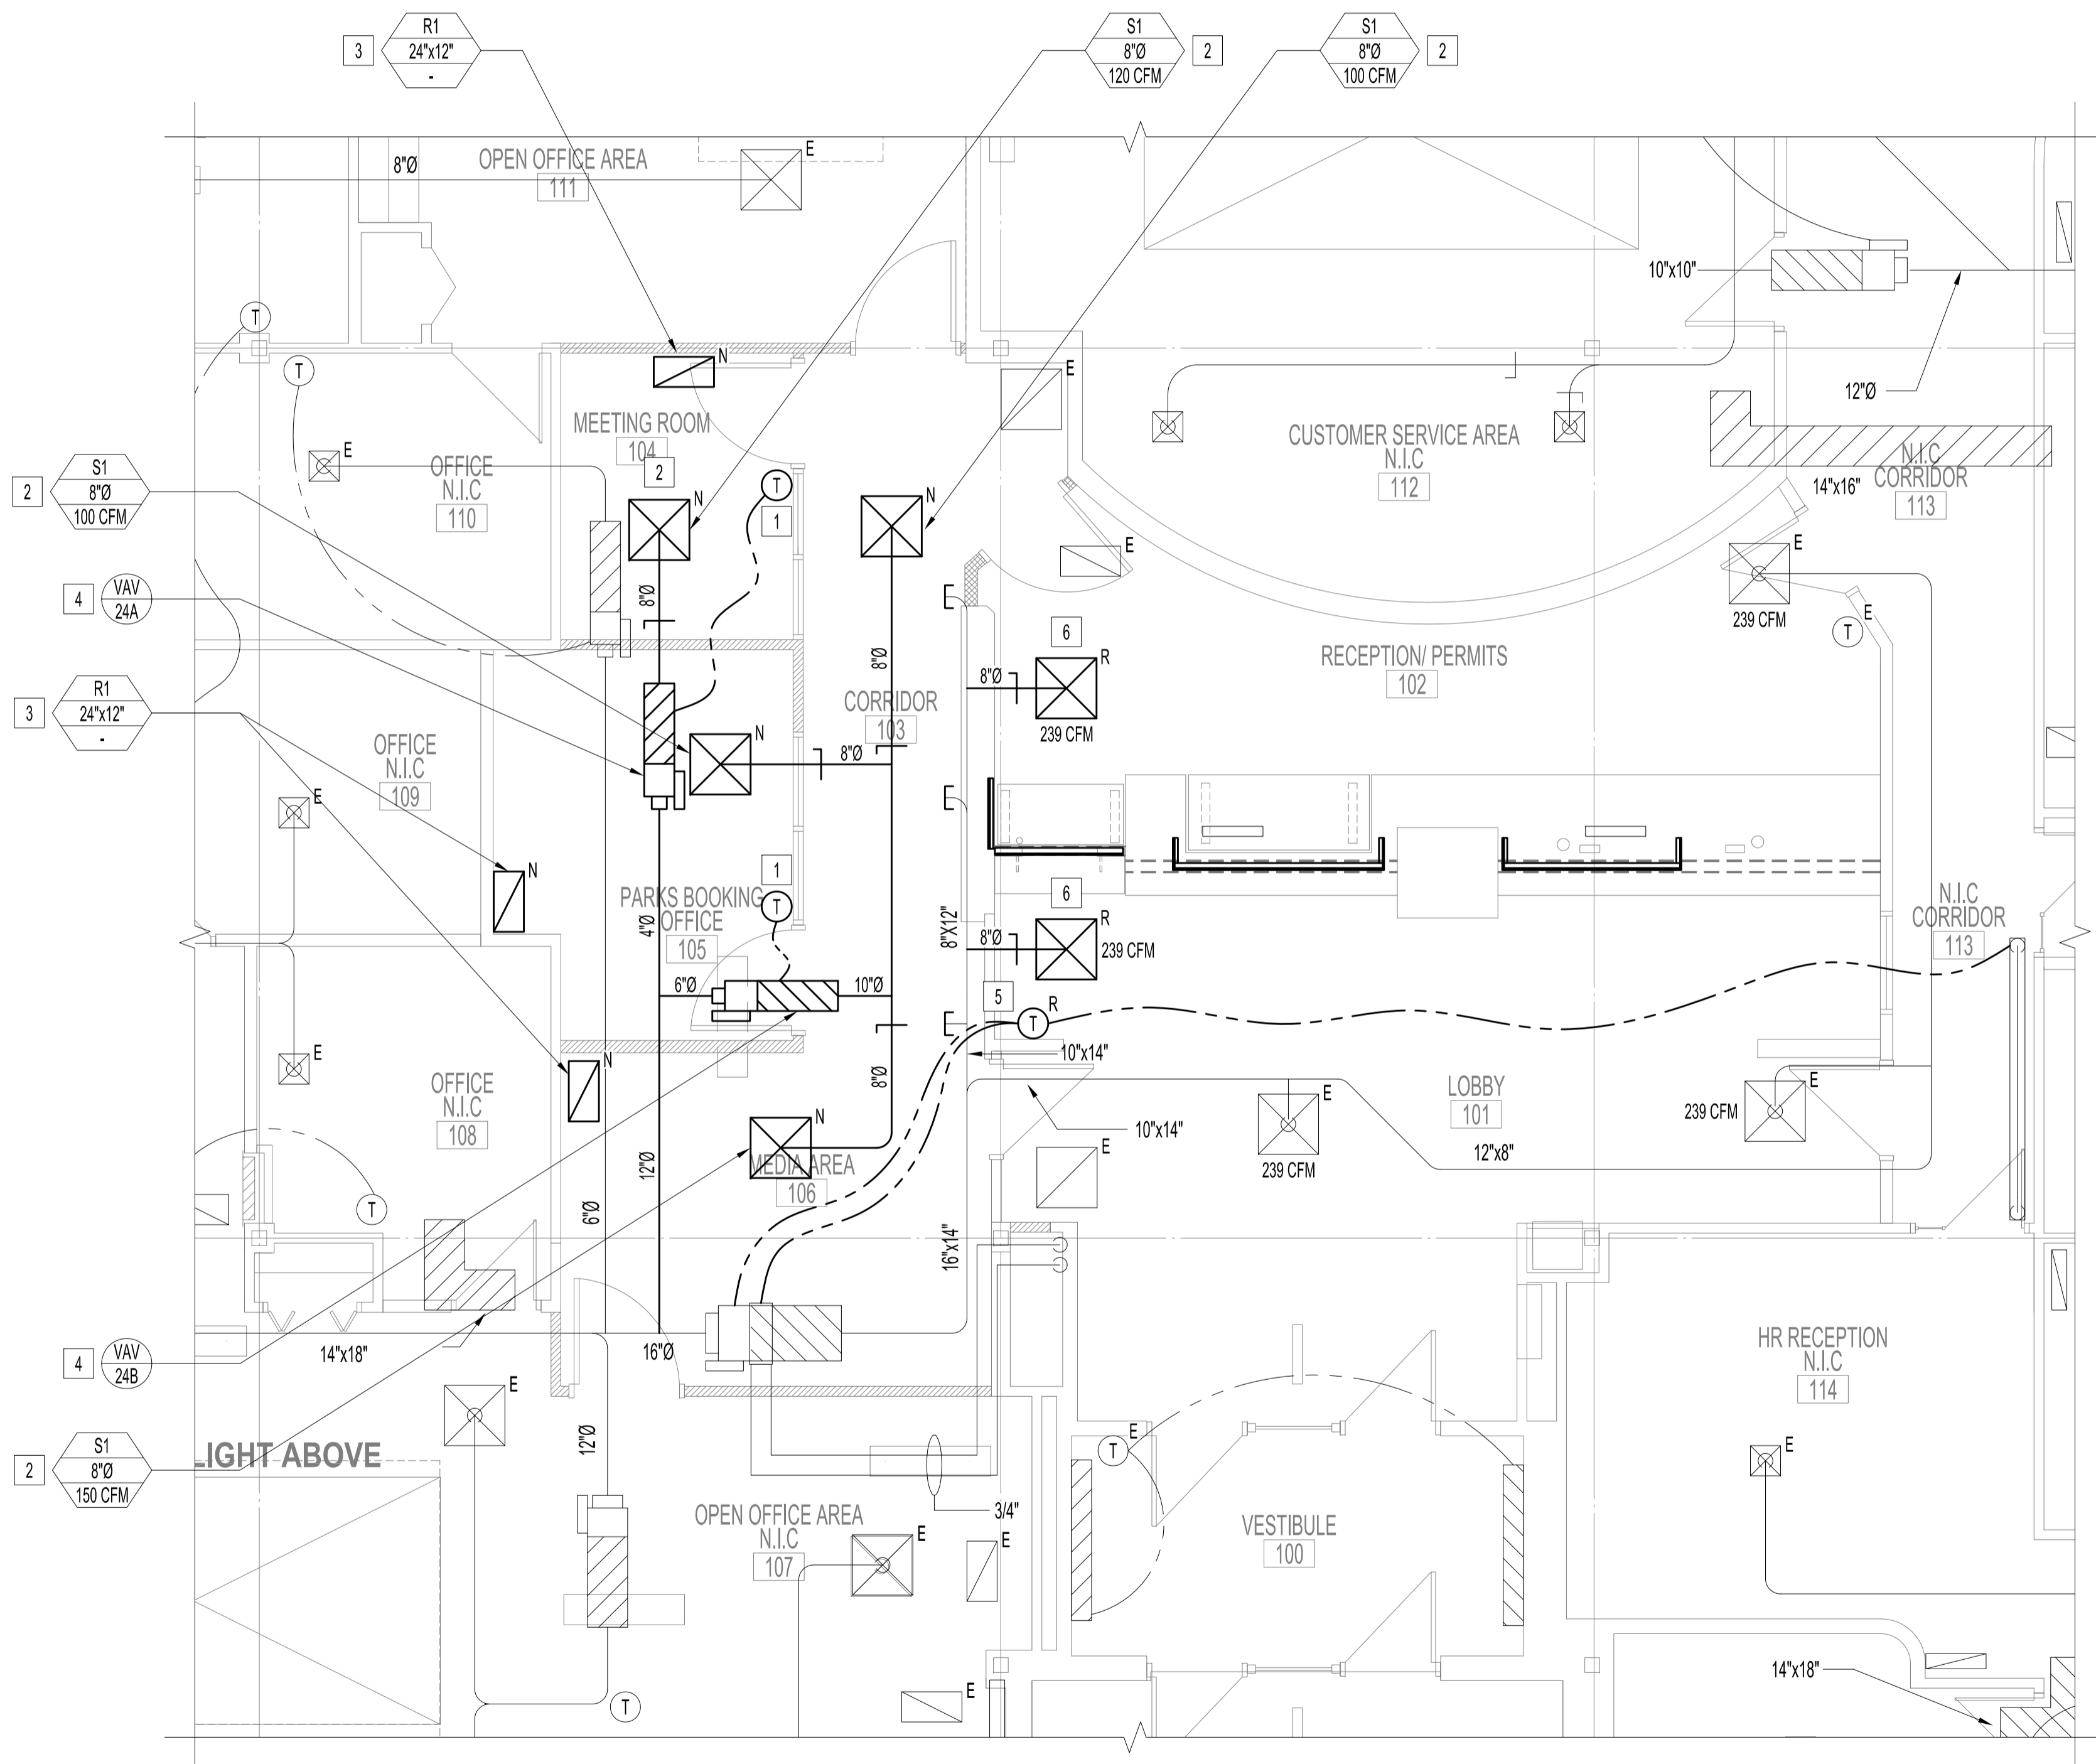 R1
24"x12"
-
3
S1
8"Ø
120 CFM
2
S1
8"Ø
100 CFM
2
8"Ø
OPEN OFFICE AREA
111
E
10"x10"
12"Ø
T
T
N
E
MEETING ROOM
104
2
E
OFFICE
N.I.C
110
N
T
1
N
CUSTOMER SERVICE AREA
N.I.C
112
14"x16"
N.I.C
CORRIDOR
113
2
S1
8"Ø
100 CFM
4
VAV
24A
3
R1
24"x12"
-
8"Ø
8"Ø
E
E
239 CFM
E
T
6
R
8"Ø
239 CFM
RECEPTION/ PERMITS
102
CORRIDOR
103
N
8"Ø
OFFICE
N.I.C
109
E
N
PARKS BOOKING
OFFICE
105
1
T
4"Ø
8"X12"
6
R
8"Ø
239 CFM
N.I.C
CORRIDOR
113
6"Ø
10"Ø
5
T
R
10"x14"
10"x14"
E
N
OFFICE
N.I.C
108
8"Ø
N
MEDIA AREA
106
E
E
239 CFM
LOBBY
101
239 CFM
E
12"x8"
T
12"Ø
6"Ø
16"x14"
4
VAV
24B
14"x18"
16"Ø
HR RECEPTION
N.I.C
114
2
S1
8"Ø
150 CFM
LIGHT ABOVE
E
12"Ø
T
E
E
3/4"
OPEN OFFICE AREA
N.I.C
107
E
E
VESTIBULE
100
T
E
14"x18"